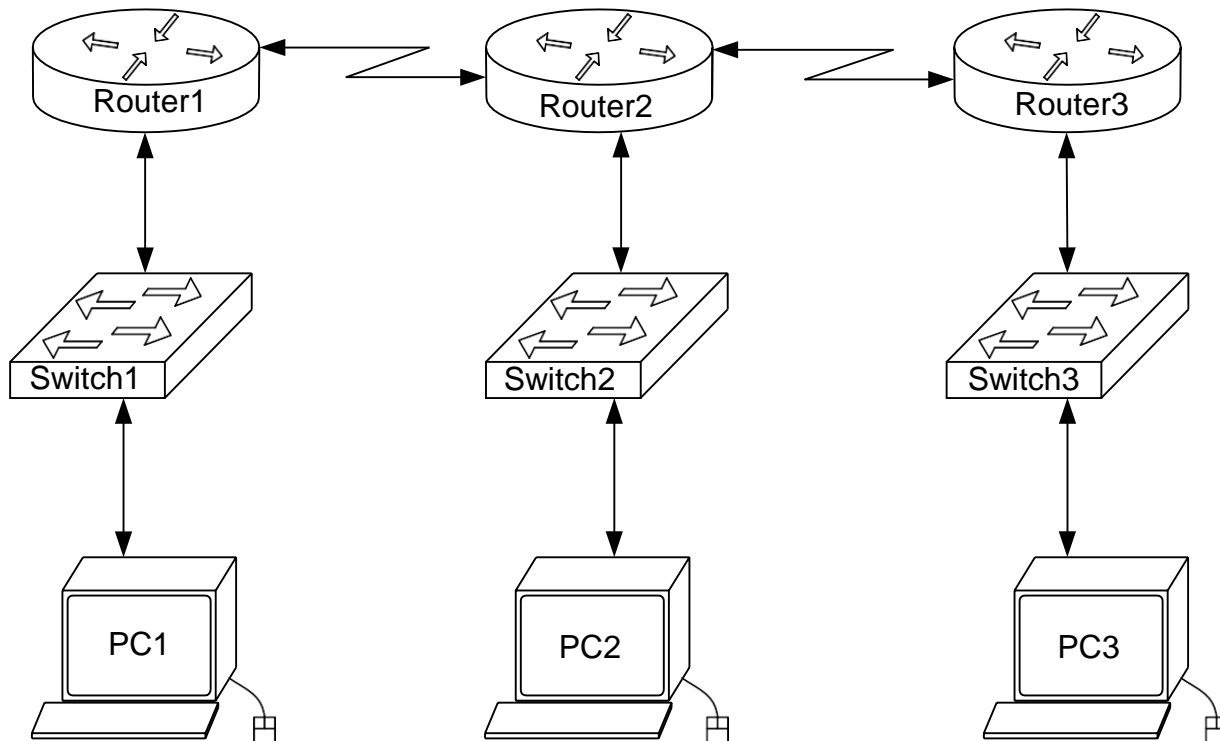 Router1
Router2
Router3
Switch1
Switch2
Switch3
PC1
PC2
PC3